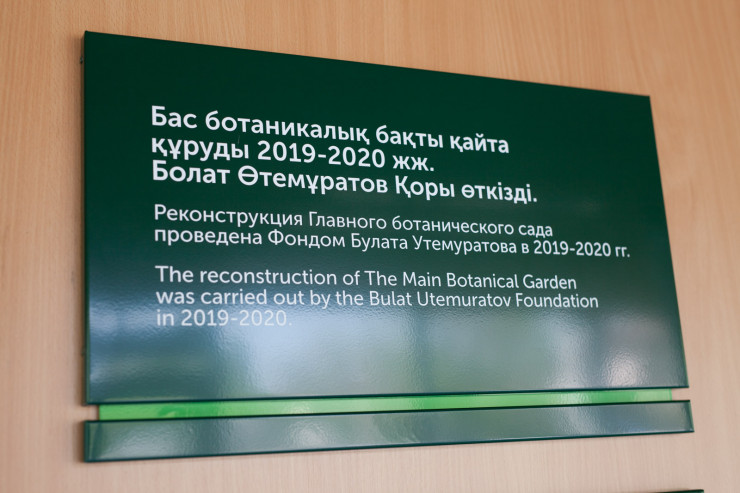 Бас ботаникалық бақты қайта
құруды 2019-2020 жж.
Болат Өтемұратов Қоры өткізді.
Реконструкция Главного ботанического сада
проведена Фондом Булата Утемуратова в 2019-2020 гг.
The reconstruction of The Main Botanical Garden
was carried out by the Bulat Utemuratov Foundation
in 2019-2020.